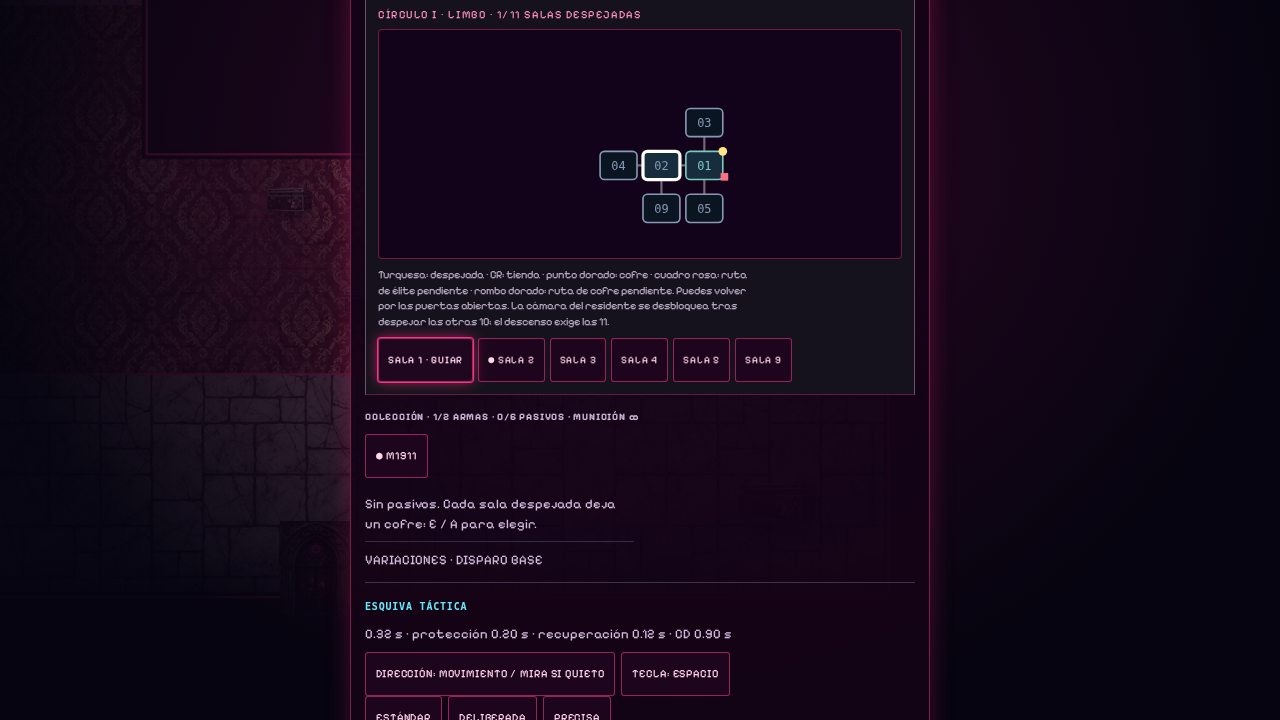 CÍRCULO I · LIMBO · 1/11 SALAS DESPEJADAS
03
04 02 01
09 05
Turquesa: despejada · OR: tienda · punto dorado: cofre · cuadro rosa: ruta
de élite pendiente · rombo dorado: ruta de cofre pendiente. Puedes volver
por las puertas abiertas. La cámara del residente se desbloquea tras
despejar las otras 10; el descenso exige las 11.
SALA 1 · GUIAR ● SALA 2 SALA 3 SALA 4 SALA 5 SALA 9
COLECCIÓN · 1/2 ARMAS · 0/6 PASIVOS · MUNICIÓN ∞
● M1911
Sin pasivos. Cada sala despejada deja
un cofre: E / A para elegir.
VARIACIONES · DISPARO BASE
ESQUIVA TÁCTICA
0.32 s · protección 0.20 s · recuperación 0.12 s · CD 0.90 s
DIRECCIÓN: MOVIMIENTO / MIRA SI QUIETO TECLA: ESPACIO
ESTÁNDAR DELIBERADA PRECISA